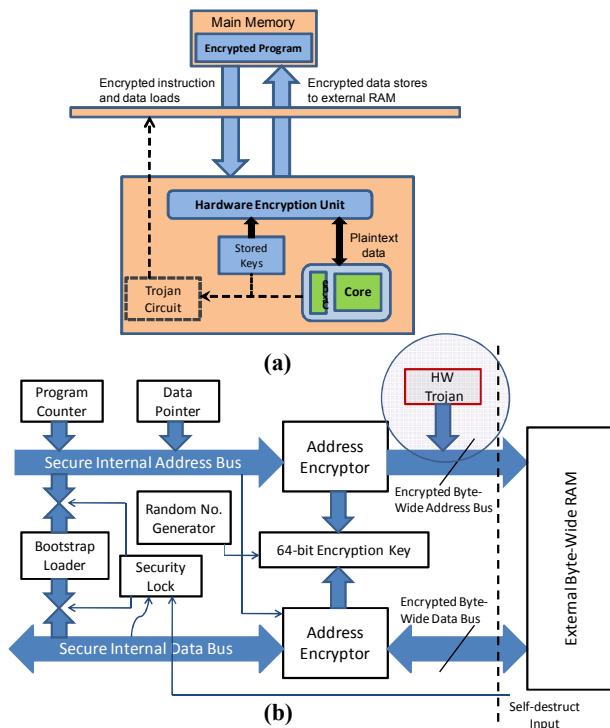 Main Memory
Encrypted Program
Encrypted instruction
and data loads
Encrypted data stores
to external RAM
Hardware Encryption Unit
Stored
Keys
Plaintext
data
Trojan
Circuit
Core
(a)
Program
Counter
Data
Pointer
HW
Trojan
Secure Internal Address Bus
Address
Encryptor
Encrypted Byte-
Wide Address Bus
Random No.
Generator
64-bit Encryption Key
Bootstrap
Loader
Security
Lock
External Byte-Wide RAM
Secure Internal Data Bus
Address
Encryptor
Encrypted Byte-
Wide Data Bus
Self-destruct
Input
(b)